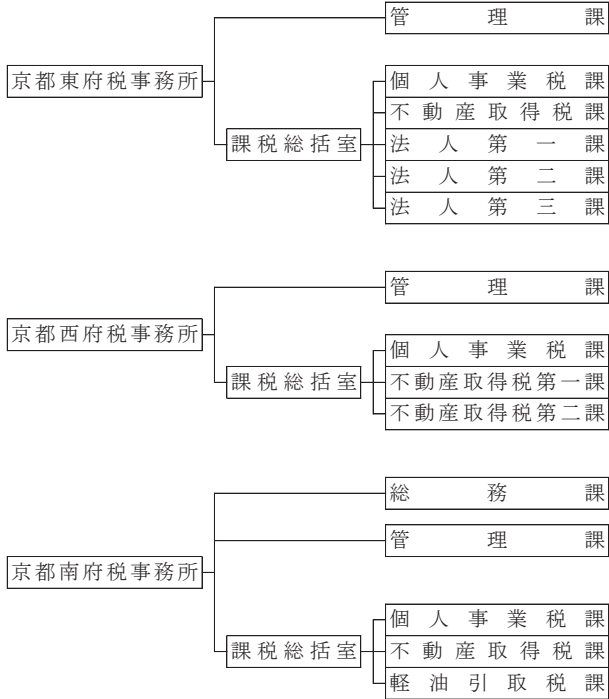 管理課
京都東府税事務所
個人事業税課
不動産取得税課
課税総括室
法人第一課
法人第二課
法人第三課
管理課
京都西府税事務所
個人事業税課
課税総括室
不動産取得税第一課
不動産取得税第二課
総務課
管理課
京都南府税事務所
個人事業税課
課税総括室
不動産取得税課
軽油引取税課